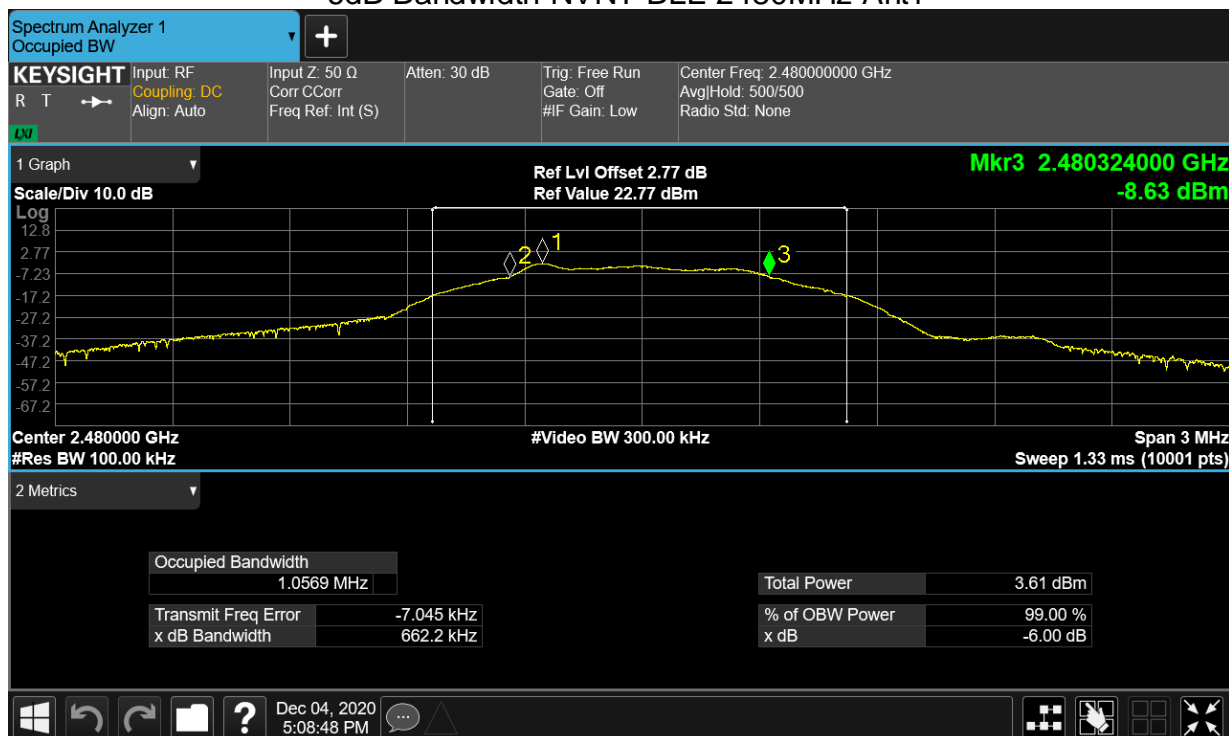 -6dB Bandwidth NVNT BLE 2480MHz Ant1
Spectrum Analyzer 1
Occupied BW
KEYSIGHT Input: RF Input Z: 50 Ω Atten: 30 dB Trig: Free Run Center Freq: 2.480000000 GHz
R T Coupling: DC Corr CCorr Gate: Off Avg|Hold: 500/500
Align: Auto Freq Ref: Int (S) #IF Gain: Low Radio Std: None
LXI
1 Graph Ref Lvl Offset 2.77 dB Mkr3 2.480324000 GHz
Scale/Div 10.0 dB Ref Value 22.77 dBm -8.63 dBm
Log
12.8
2.77
-7.23
-17.2
-27.2
-37.2
-47.2
-57.2
-67.2
2 1 3
Center 2.480000 GHz #Video BW 300.00 kHz Span 3 MHz
#Res BW 100.00 kHz Sweep 1.33 ms (10001 pts)
2 Metrics
Occupied Bandwidth
1.0569 MHz Total Power 3.61 dBm
Transmit Freq Error -7.045 kHz % of OBW Power 99.00 %
x dB Bandwidth 662.2 kHz x dB -6.00 dB
? Dec 04, 2020
5:08:48 PM